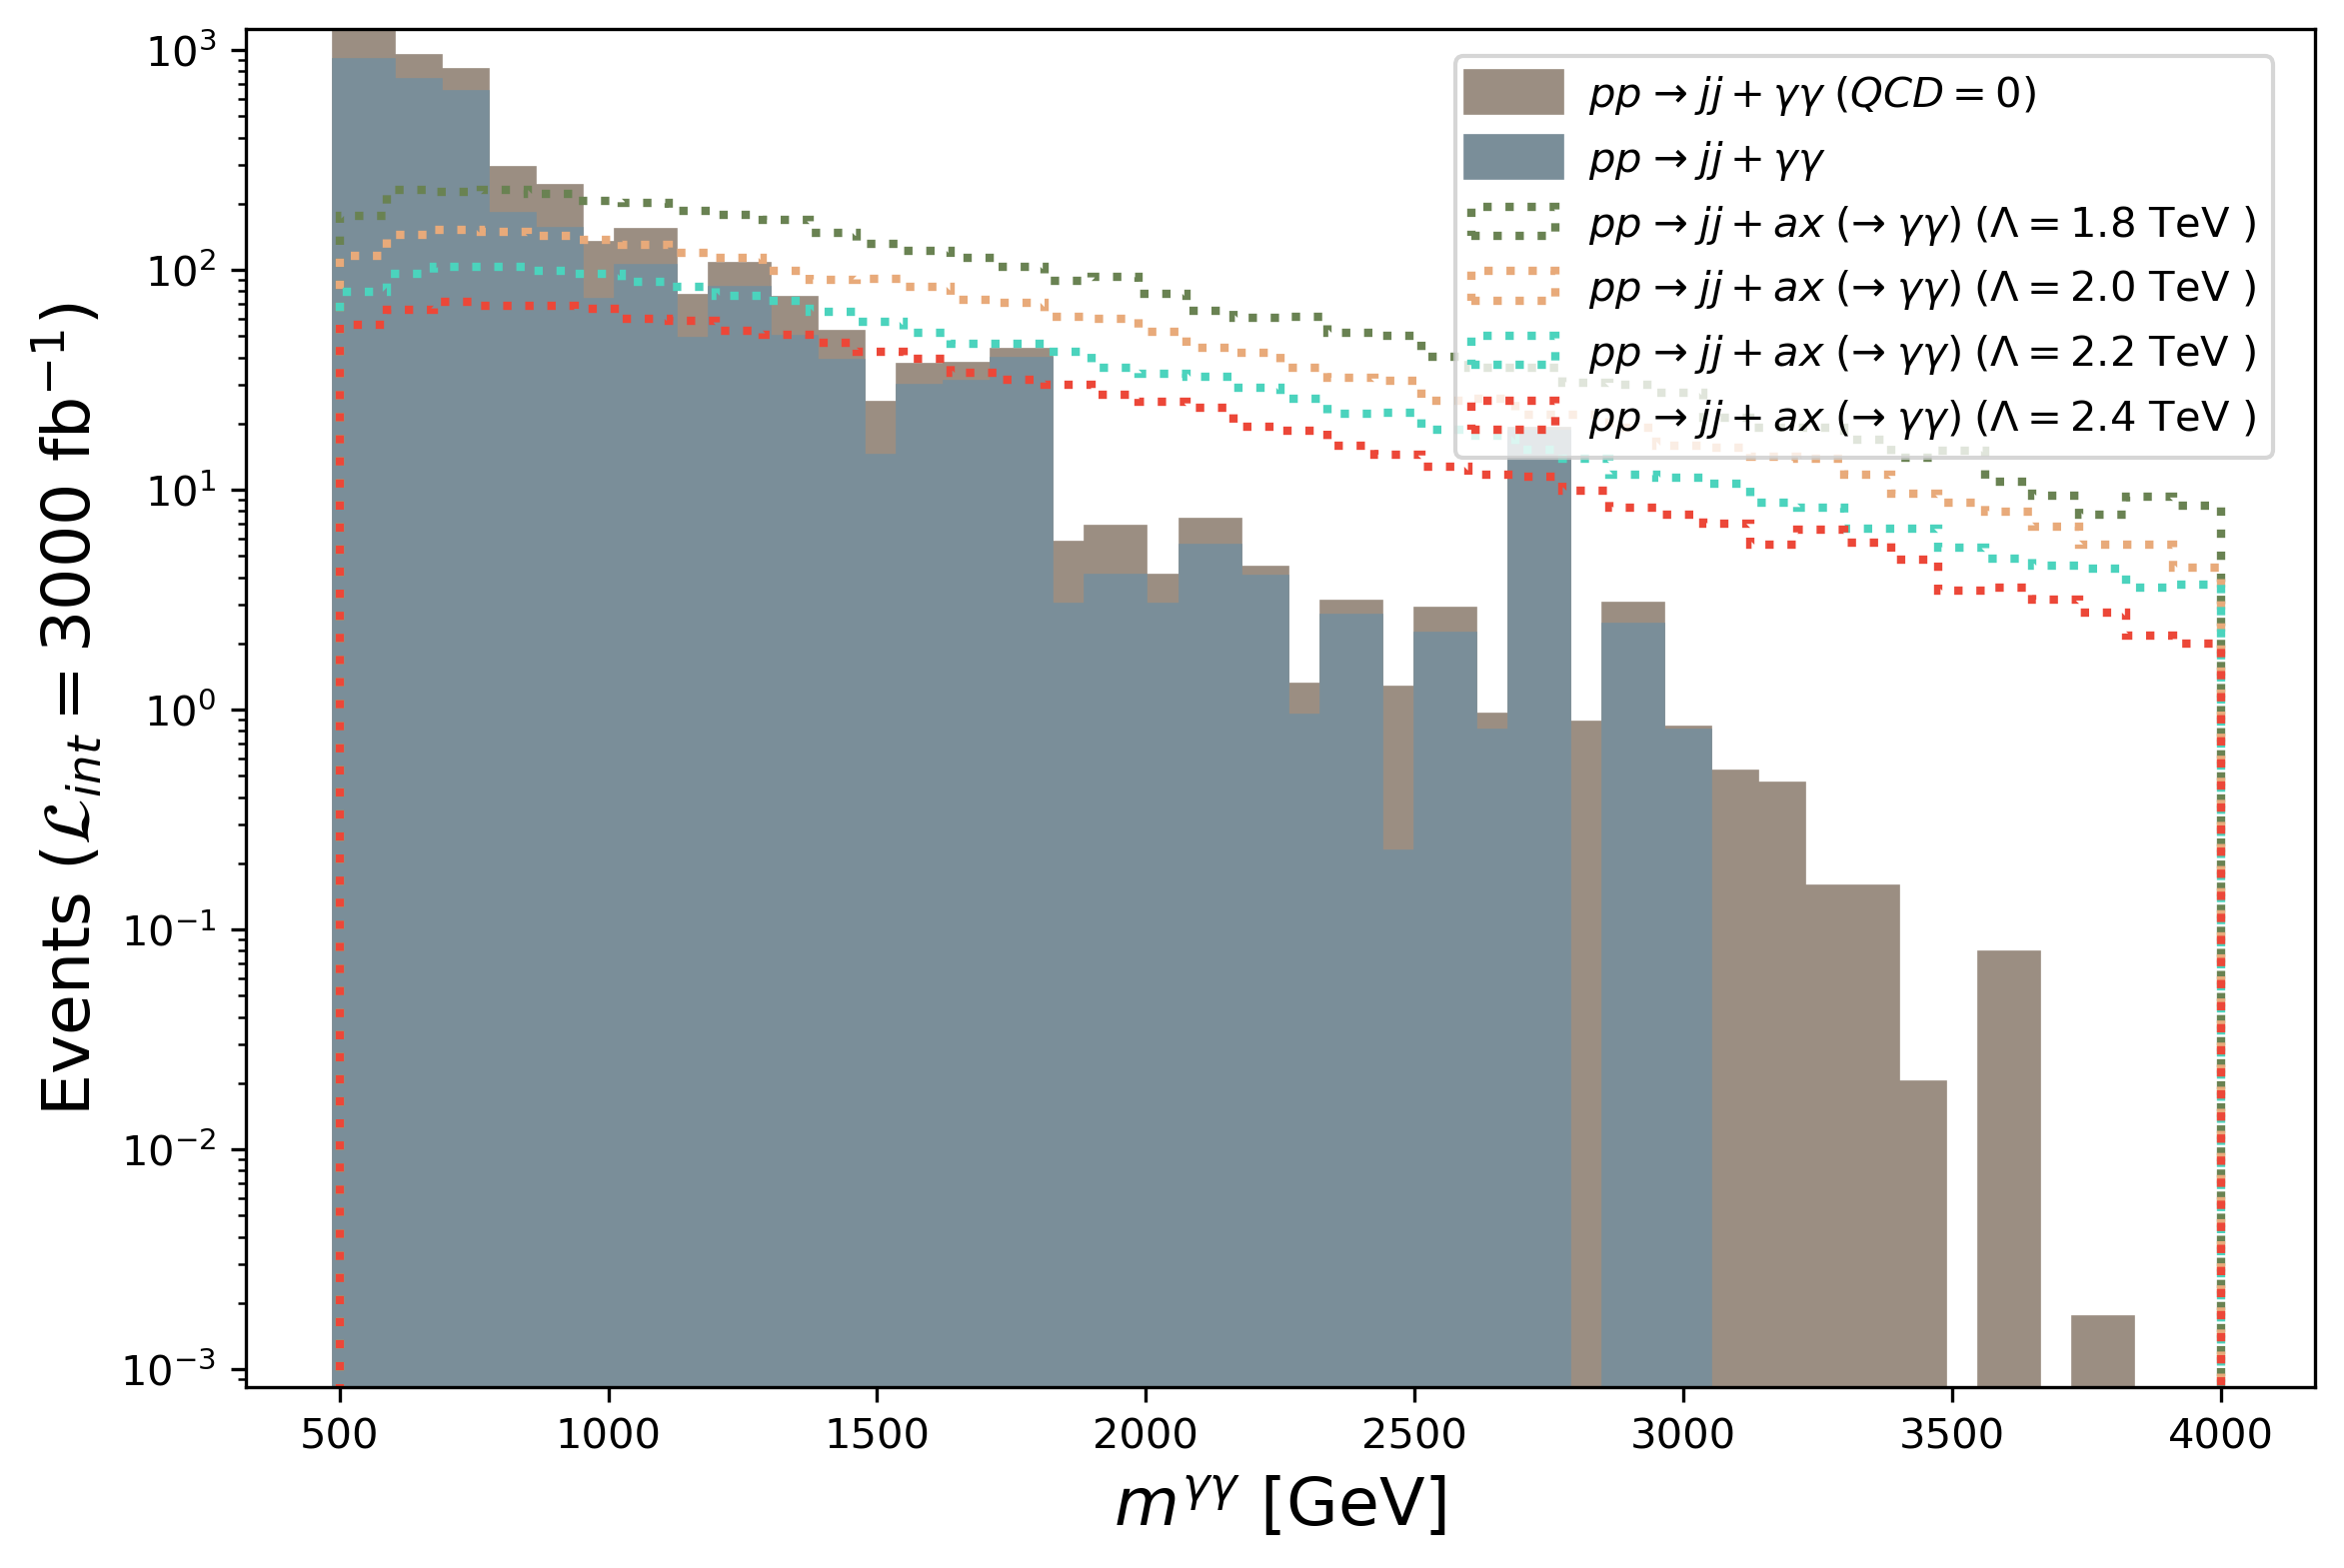 Events (ℒ_int = 3000 fb⁻¹)
10³
10²
10¹
10⁰
10⁻¹
10⁻²
10⁻³
pp → jj + γγ (QCD = 0)
pp → jj + γγ
pp → jj + ax (→ γγ) (Λ = 1.8 TeV )
pp → jj + ax (→ γγ) (Λ = 2.0 TeV )
pp → jj + ax (→ γγ) (Λ = 2.2 TeV )
pp → jj + ax (→ γγ) (Λ = 2.4 TeV )
500 1000 1500 2000 2500 3000 3500 4000
m^γγ [GeV]